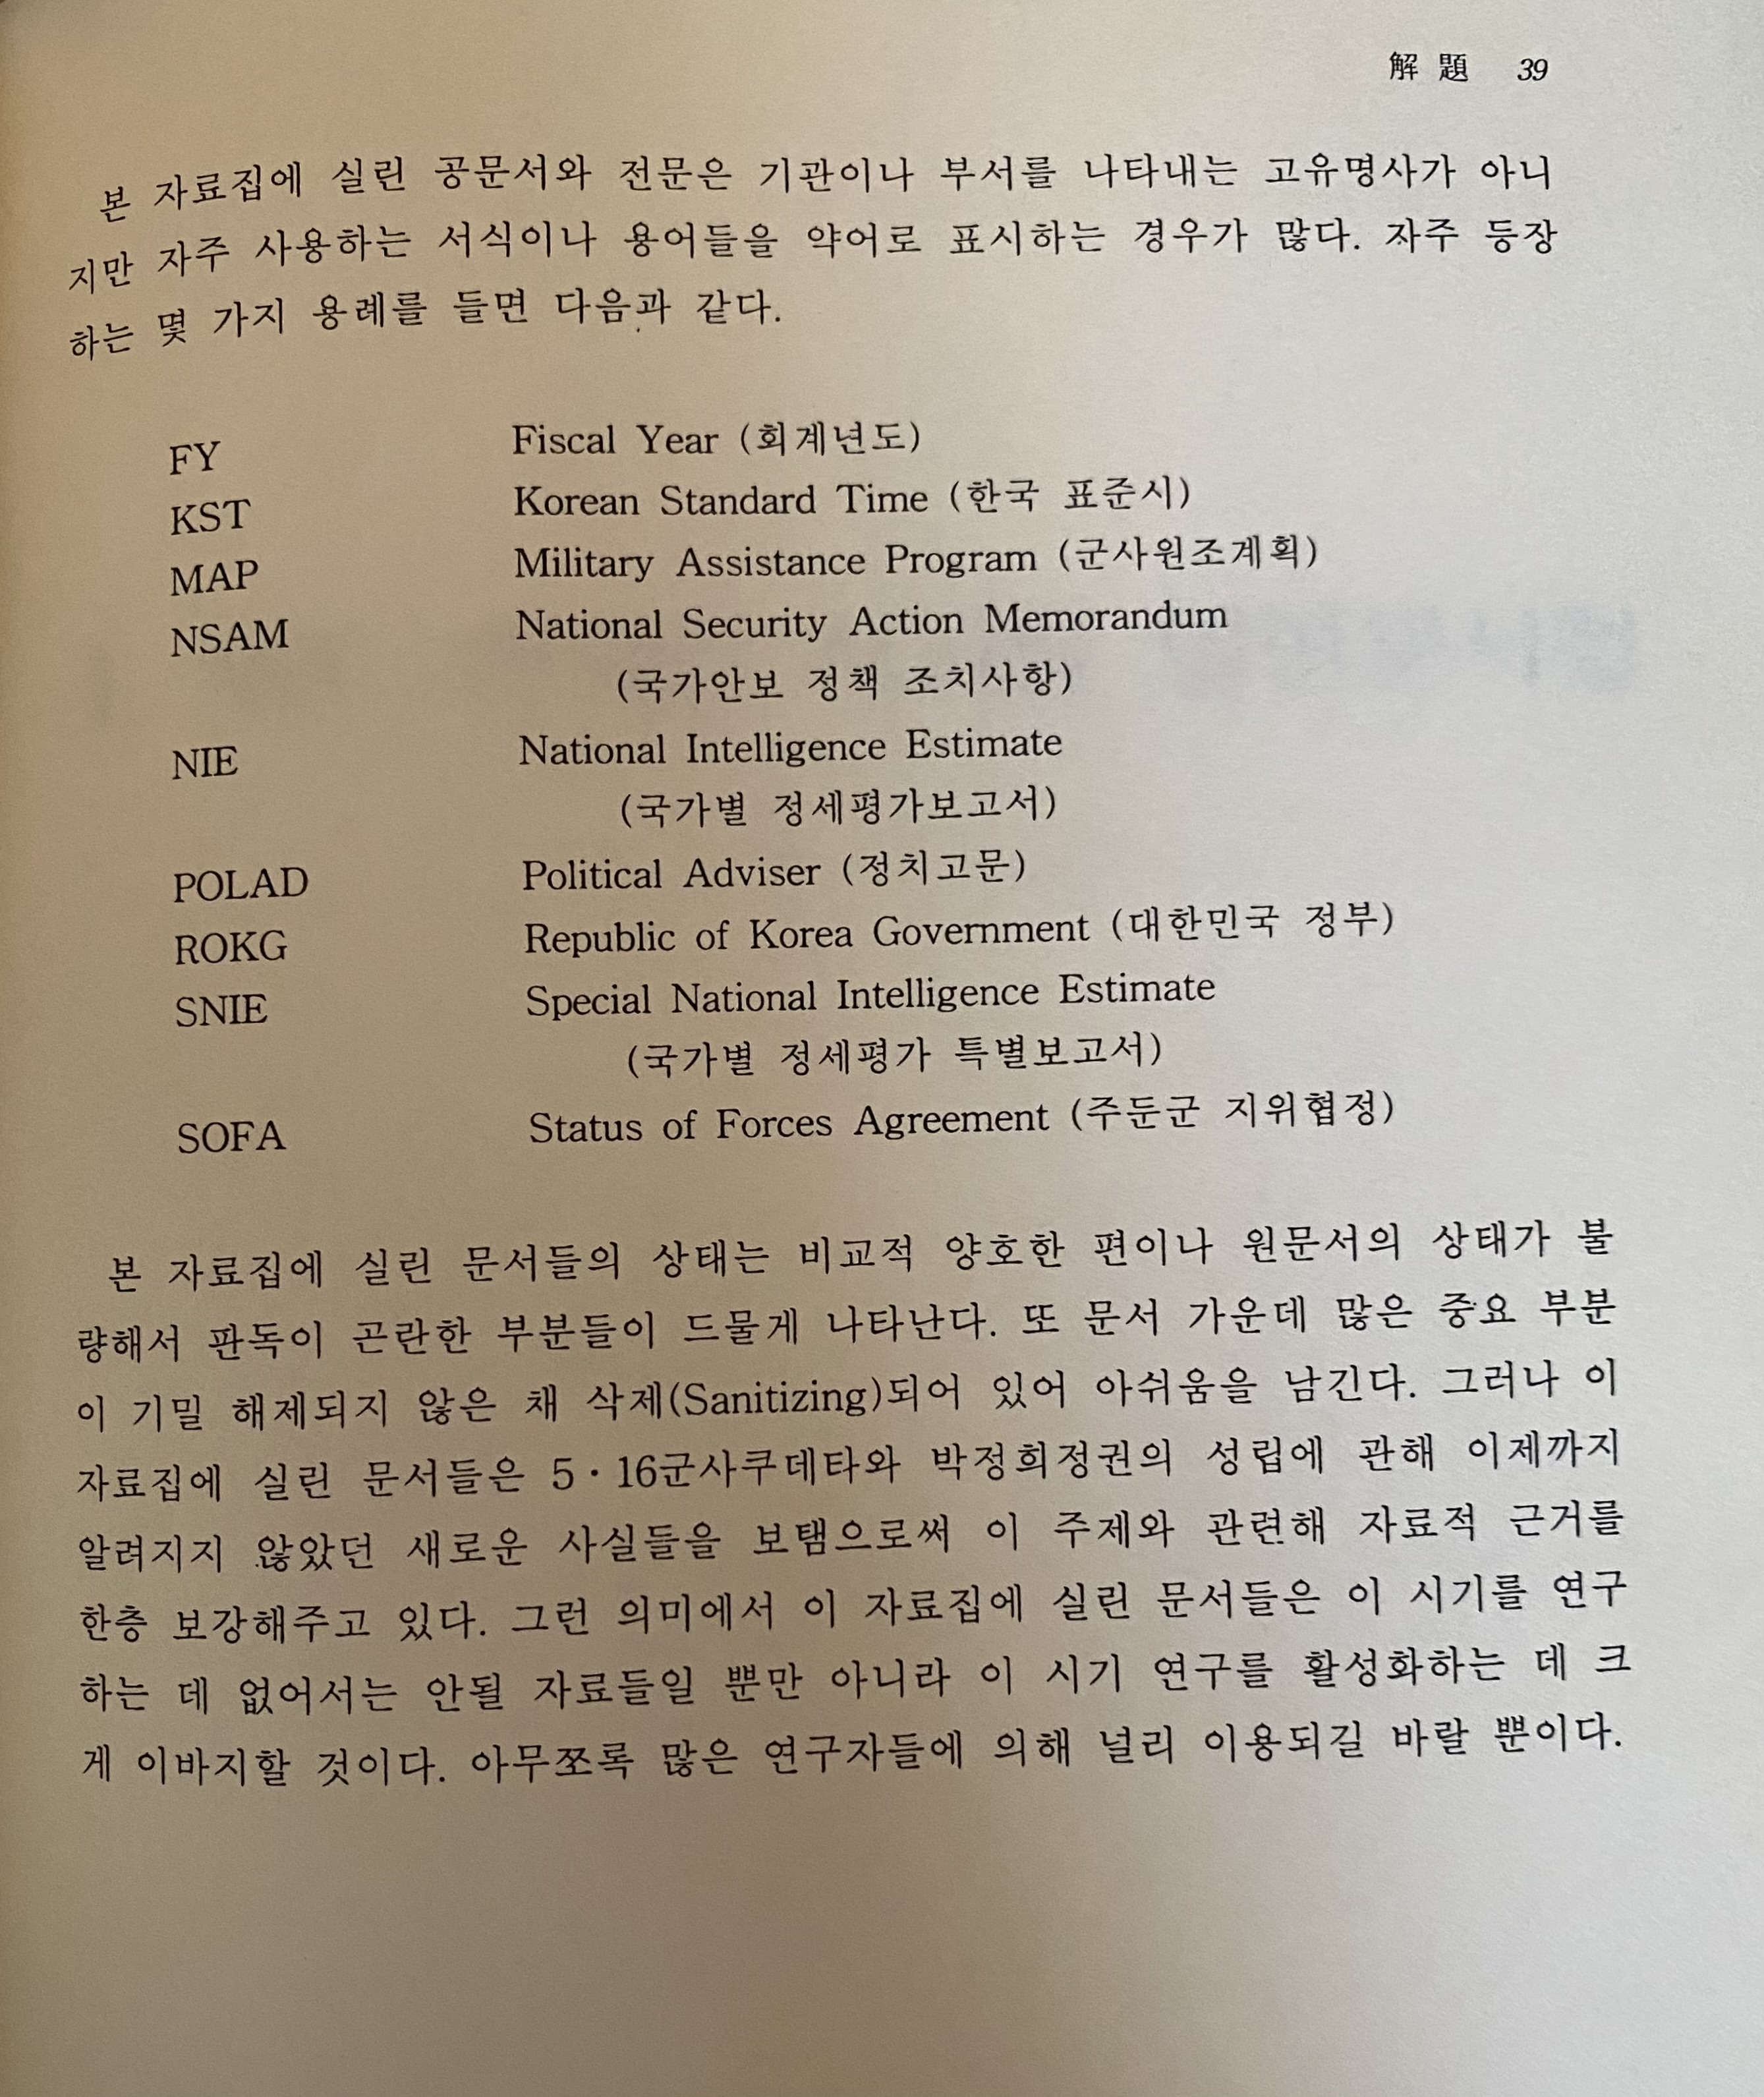 解 題 39
본 자료집에 실린 공문서와 전문은 기관이나 부서를 나타내는 고유명사가 아니
지만 자주 사용하는 서식이나 용어들을 약어로 표시하는 경우가 많다. 자주 등장
하는 몇 가지 용례를 들면 다음과 같다.
FY Fiscal Year (회계년도)
KST Korean Standard Time (한국 표준시)
MAP Military Assistance Program (군사원조계획)
NSAM National Security Action Memorandum
(국가안보 정책 조치사항)
NIE National Intelligence Estimate
(국가별 정세평가보고서)
POLAD Political Adviser (정치고문)
ROKG Republic of Korea Government (대한민국 정부)
SNIE Special National Intelligence Estimate
(국가별 정세평가 특별보고서)
SOFA Status of Forces Agreement (주둔군 지위협정)
본 자료집에 실린 문서들의 상태는 비교적 양호한 편이나 원문서의 상태가 불
량해서 판독이 곤란한 부분들이 드물게 나타난다. 또 문서 가운데 많은 중요 부분
이 기밀 해제되지 않은 채 삭제(Sanitizing)되어 있어 아쉬움을 남긴다. 그러나 이
자료집에 실린 문서들은 5·16군사쿠데타와 박정희정권의 성립에 관해 이제까지
알려지지 않았던 새로운 사실들을 보탬으로써 이 주제와 관련해 자료적 근거를
한층 보강해주고 있다. 그런 의미에서 이 자료집에 실린 문서들은 이 시기를 연구
하는 데 없어서는 안될 자료들일 뿐만 아니라 이 시기 연구를 활성화하는 데 크
게 이바지할 것이다. 아무쪼록 많은 연구자들에 의해 널리 이용되길 바랄 뿐이다.